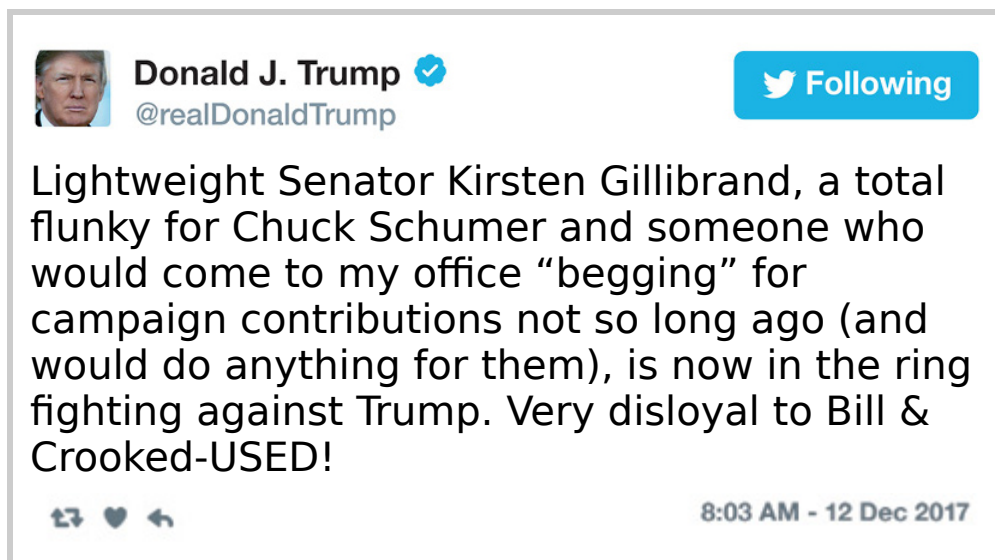 Donald J. Trump
@realDonaldTrump
Following
Lightweight Senator Kirsten Gillibrand, a total
flunky for Chuck Schumer and someone who
would come to my office “begging” for
campaign contributions not so long ago (and
would do anything for them), is now in the ring
fighting against Trump. Very disloyal to Bill &
Crooked-USED!
8:03 AM - 12 Dec 2017